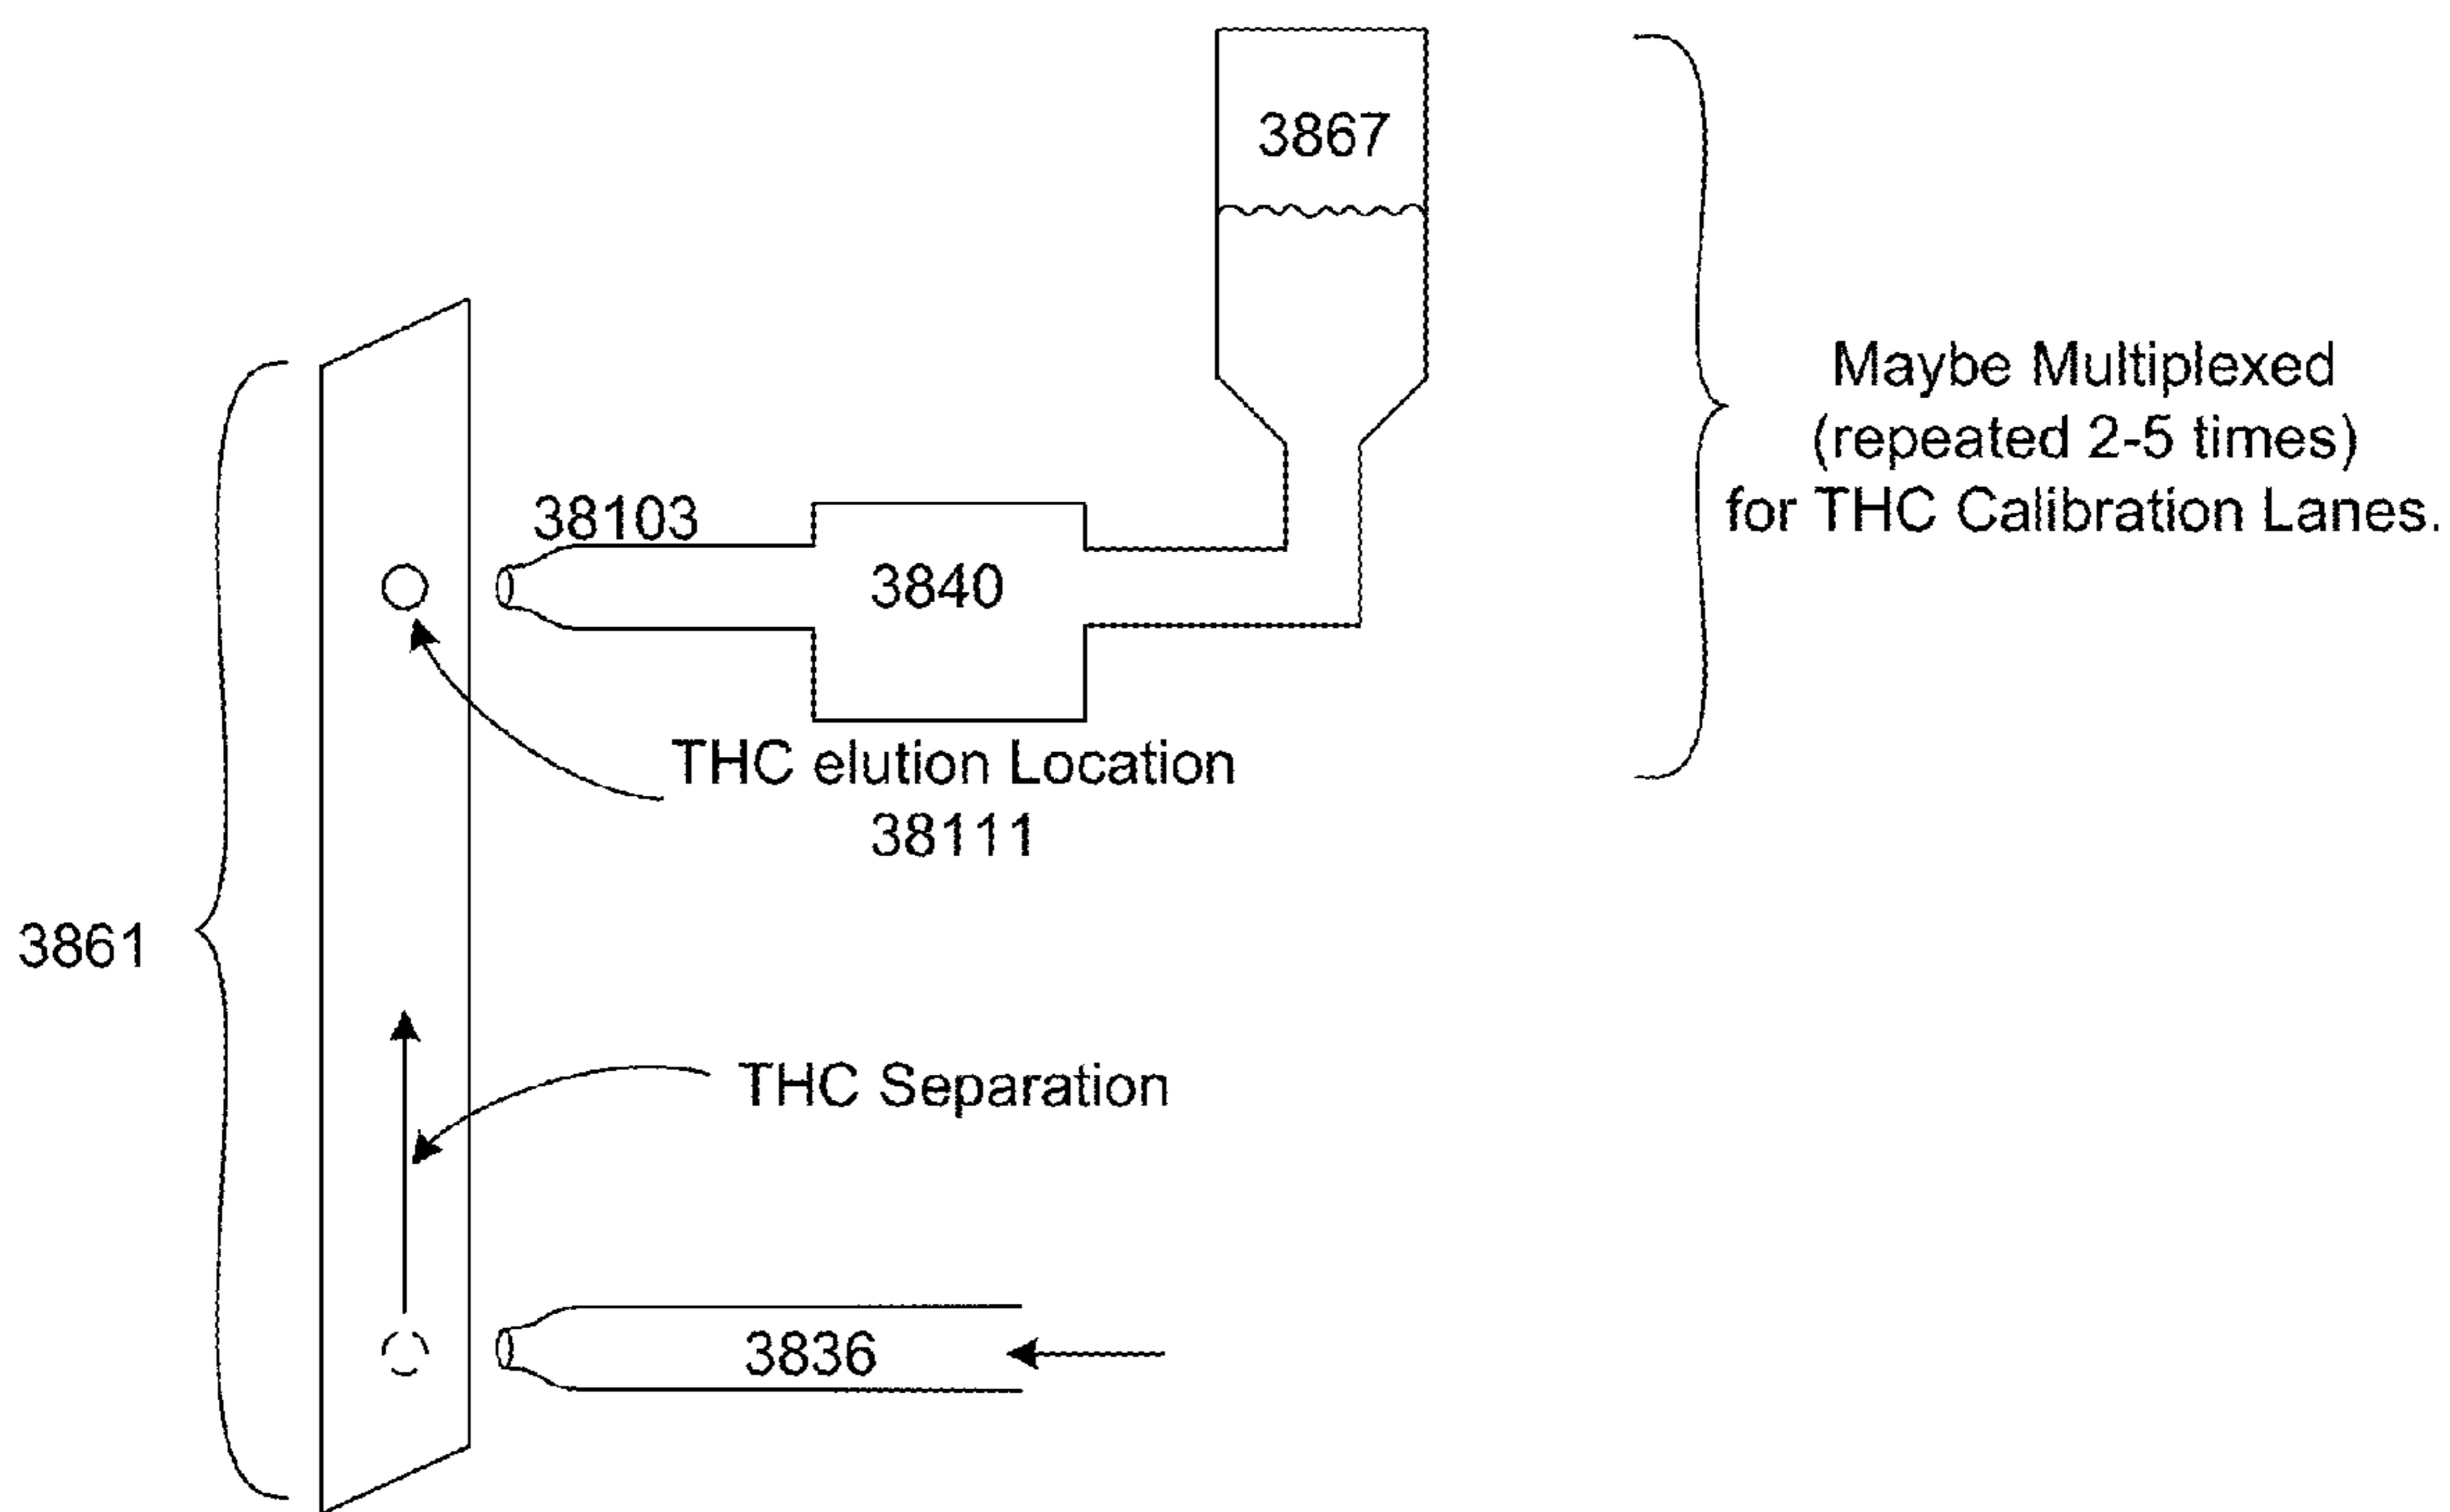 3867
Maybe Multiplexed
(repeated 2-5 times)
for THC Calibration Lanes.
38103
3840
THC elution Location
38111
3861
THC Separation
3836